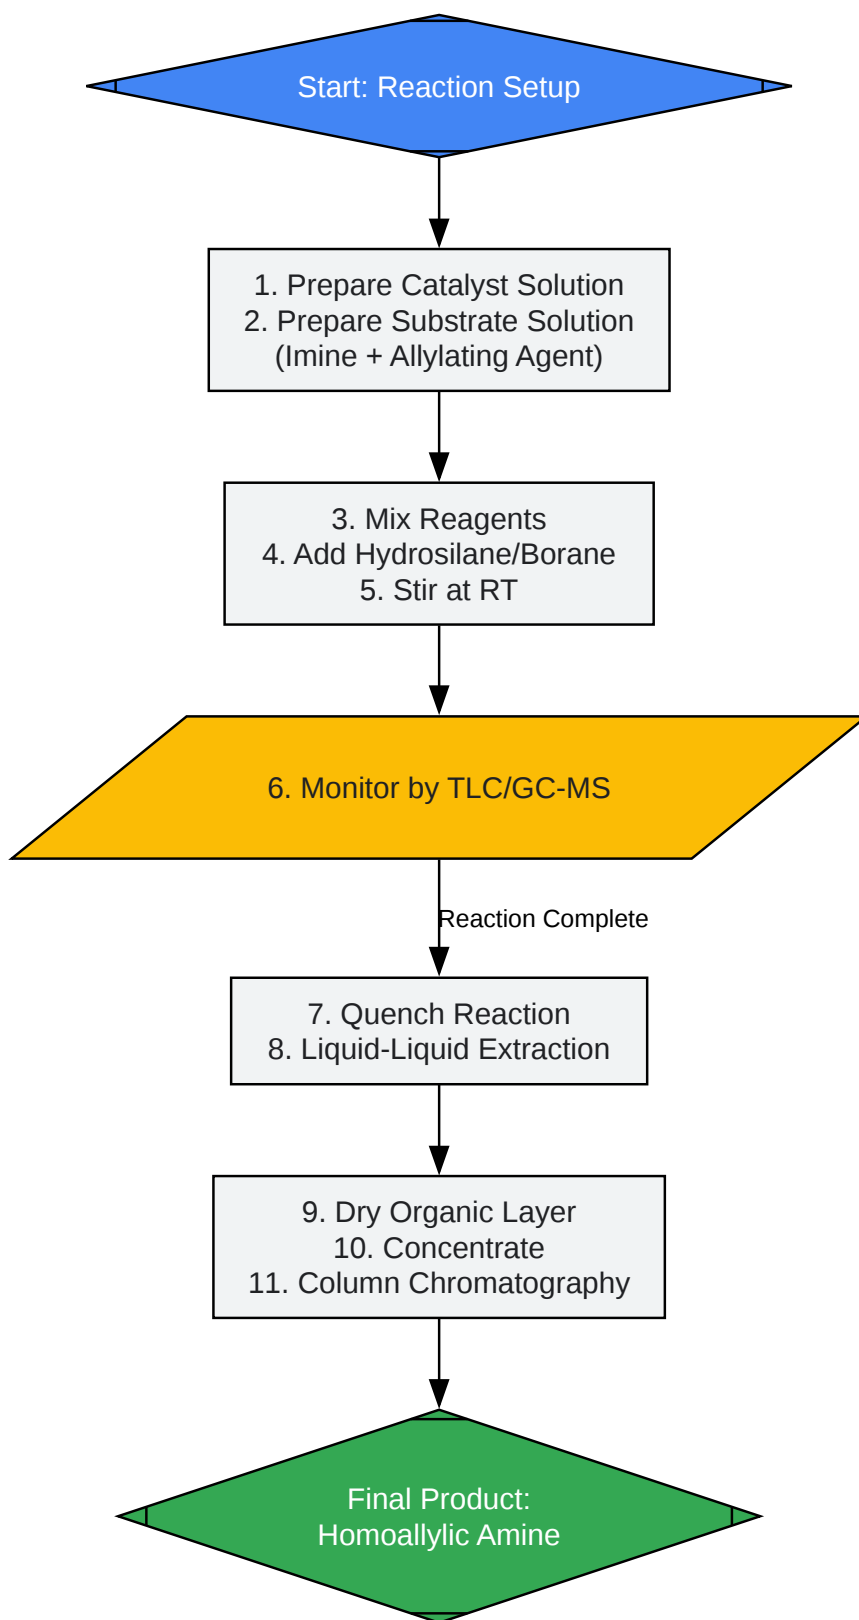 Start: Reaction Setup
1. Prepare Catalyst Solution
2. Prepare Substrate Solution
(Imine + Allylating Agent)
3. Mix Reagents
4. Add Hydrosilane/Borane
5. Stir at RT
6. Monitor by TLC/GC-MS
Reaction Complete
7. Quench Reaction
8. Liquid-Liquid Extraction
9. Dry Organic Layer
10. Concentrate
11. Column Chromatography
Final Product:
Homoallylic Amine